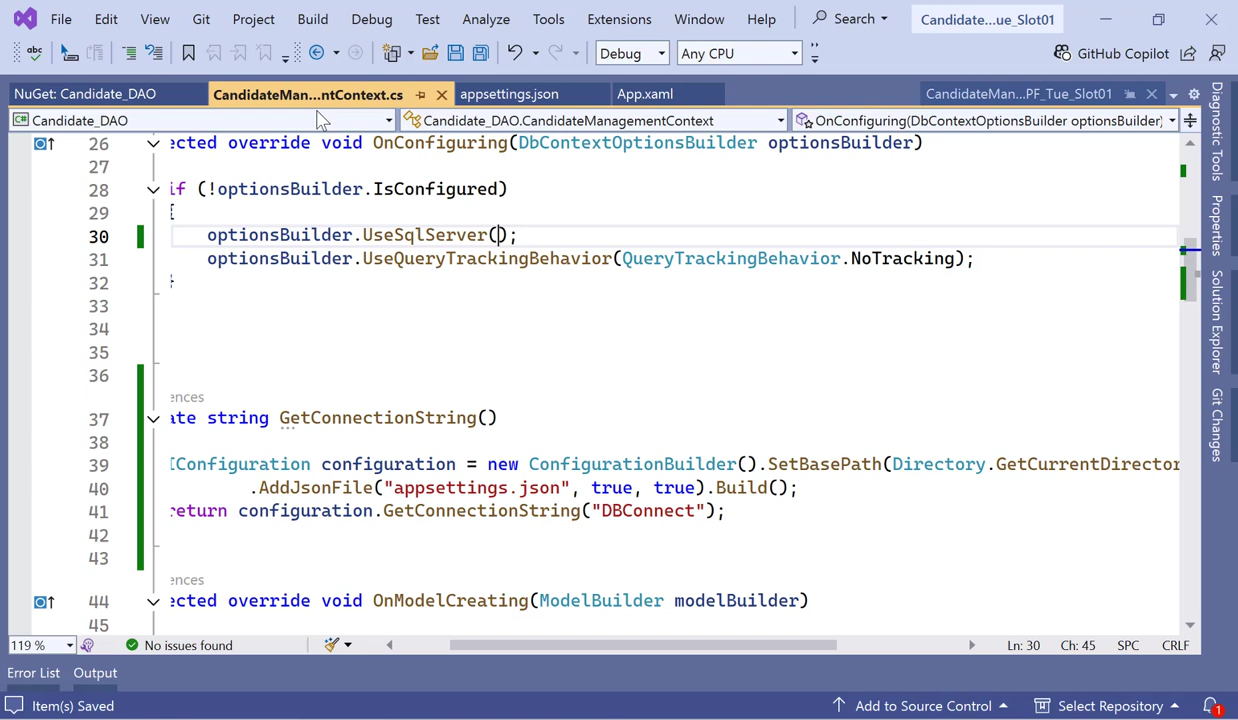 File Edit View Git Project Build Debug Test Analyze Tools Extensions Window Help Search Candidate...ue_Slot01
abc Debug Any CPU GitHub Copilot
NuGet: Candidate_DAO CandidateMan...ntContext.cs appsettings.json App.xaml CandidateMan...PF_Tue_Slot01
C# Candidate_DAO Candidate_DAO.CandidateManagementContext OnConfiguring(DbContextOptionsBuilder optionsBuilder)
26 ected override void OnConfiguring(DbContextOptionsBuilder optionsBuilder)
27
28 if (!optionsBuilder.IsConfigured)
29 {
30 optionsBuilder.UseSqlServer();
31 optionsBuilder.UseQueryTrackingBehavior(QueryTrackingBehavior.NoTracking);
32 }
33
34
35
36
ences
37 ate string GetConnectionString()
38
39 IConfiguration configuration = new ConfigurationBuilder().SetBasePath(Directory.GetCurrentDirector
40 .AddJsonFile("appsettings.json", true, true).Build();
41 return configuration.GetConnectionString("DBConnect");
42
43
ences
44 ected override void OnModelCreating(ModelBuilder modelBuilder)
45
119 % No issues found Ln: 30 Ch: 45 SPC CRLF
Error List Output
Item(s) Saved Add to Source Control Select Repository 1
Diagnostic Tools
Properties
Solution Explorer
Git Changes